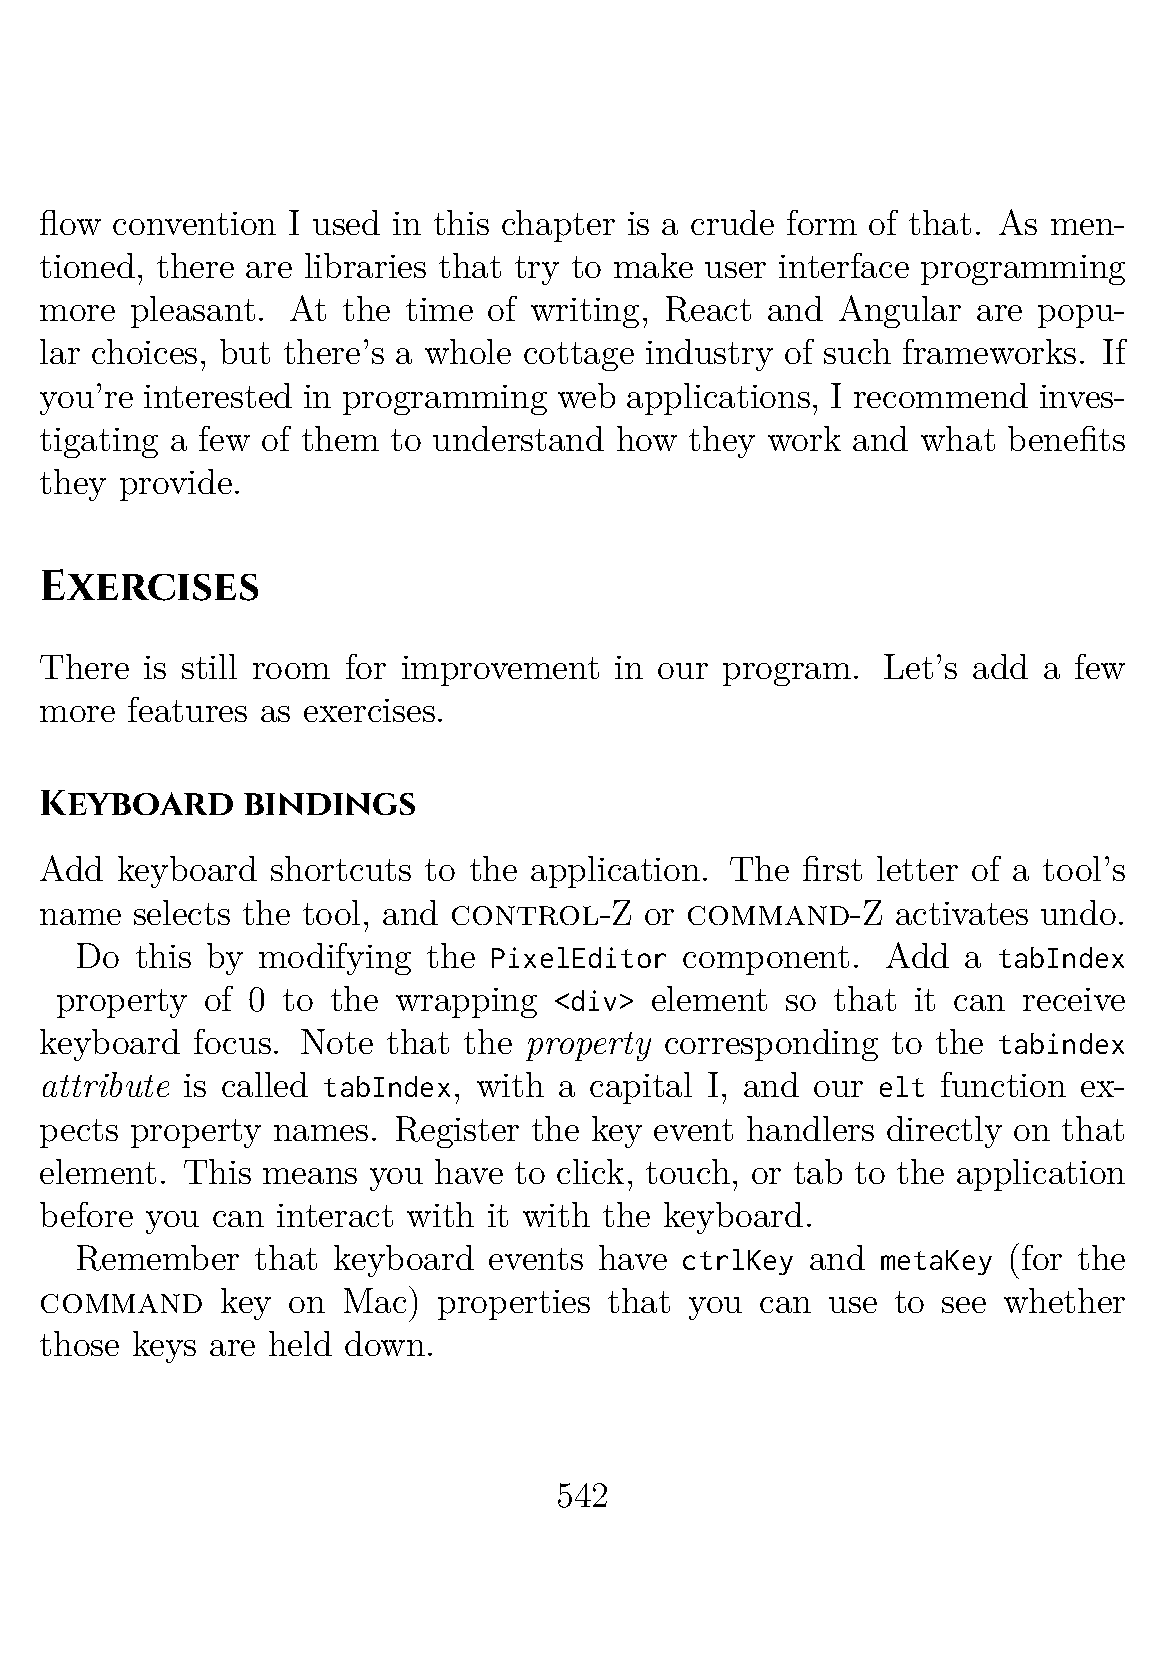 flow convention I used in this chapter is a crude form of that. As men-
tioned, there are libraries that try to make user interface programming
more pleasant. At the time of writing, React and Angular are popu-
lar choices, but there's a whole cottage industry of such frameworks. If
you're interested in programming web applications, I recommend inves-
tigating a few of them to understand how they work and what benefits
they provide.
Exercises
There is still room for improvement in our program. Let's add a few
more features as exercises.
Keyboard bindings
Add keyboard shortcuts to the application. The first letter of a tool's
name selects the tool, and control-Z or command-Z activates undo.
Do this by modifying the PixelEditor component. Add a tabIndex
property of 0 to the wrapping <div> element so that it can receive
keyboard focus. Note that the property corresponding to the tabindex
attribute is called tabIndex, with a capital I, and our elt function ex-
pects property names. Register the key event handlers directly on that
element. This means you have to click, touch, or tab to the application
before you can interact with it with the keyboard.
Remember that keyboard events have ctrlKey and metaKey (for the
command key on Mac) properties that you can use to see whether
those keys are held down.
542